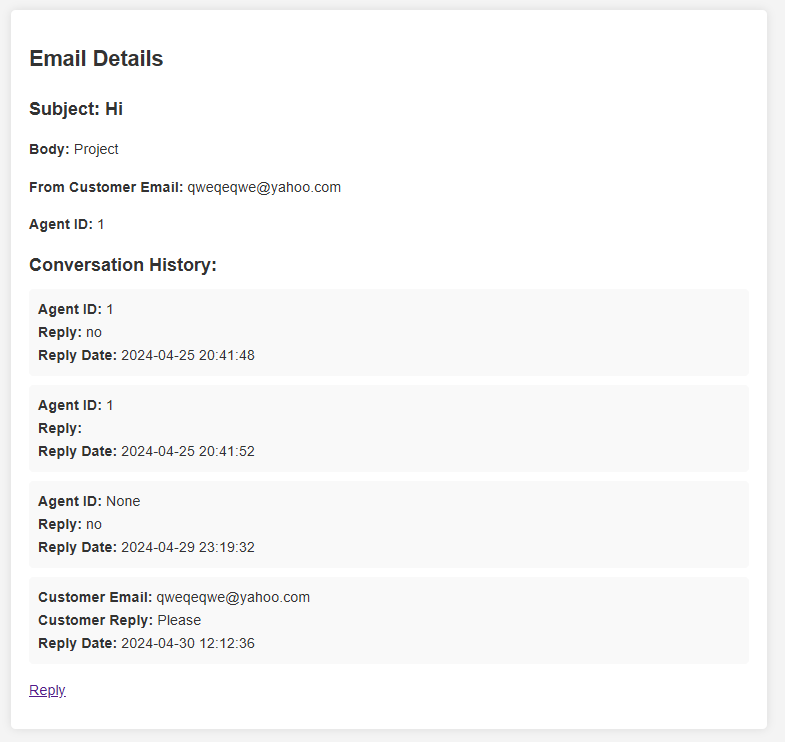 Email Details
Subject: Hi
Body: Project
From Customer Email: qweqeqwe@yahoo.com
Agent ID: 1
Conversation History:
Agent ID: 1
Reply: no
Reply Date: 2024-04-25 20:41:48
Agent ID: 1
Reply:
Reply Date: 2024-04-25 20:41:52
Agent ID: None
Reply: no
Reply Date: 2024-04-29 23:19:32
Customer Email: qweqeqwe@yahoo.com
Customer Reply: Please
Reply Date: 2024-04-30 12:12:36
Reply